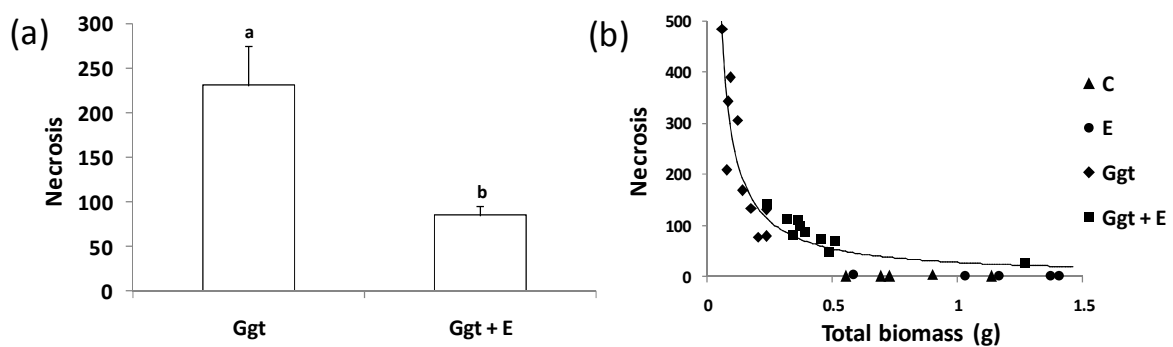 (a)
Necrosis
300
250
200
150
100
50
0
a
b
Ggt
Ggt + E
(b)
Necrosis
500
400
300
200
100
0
0
0.5
1
1.5
Total biomass (g)
C
E
Ggt
Ggt + E